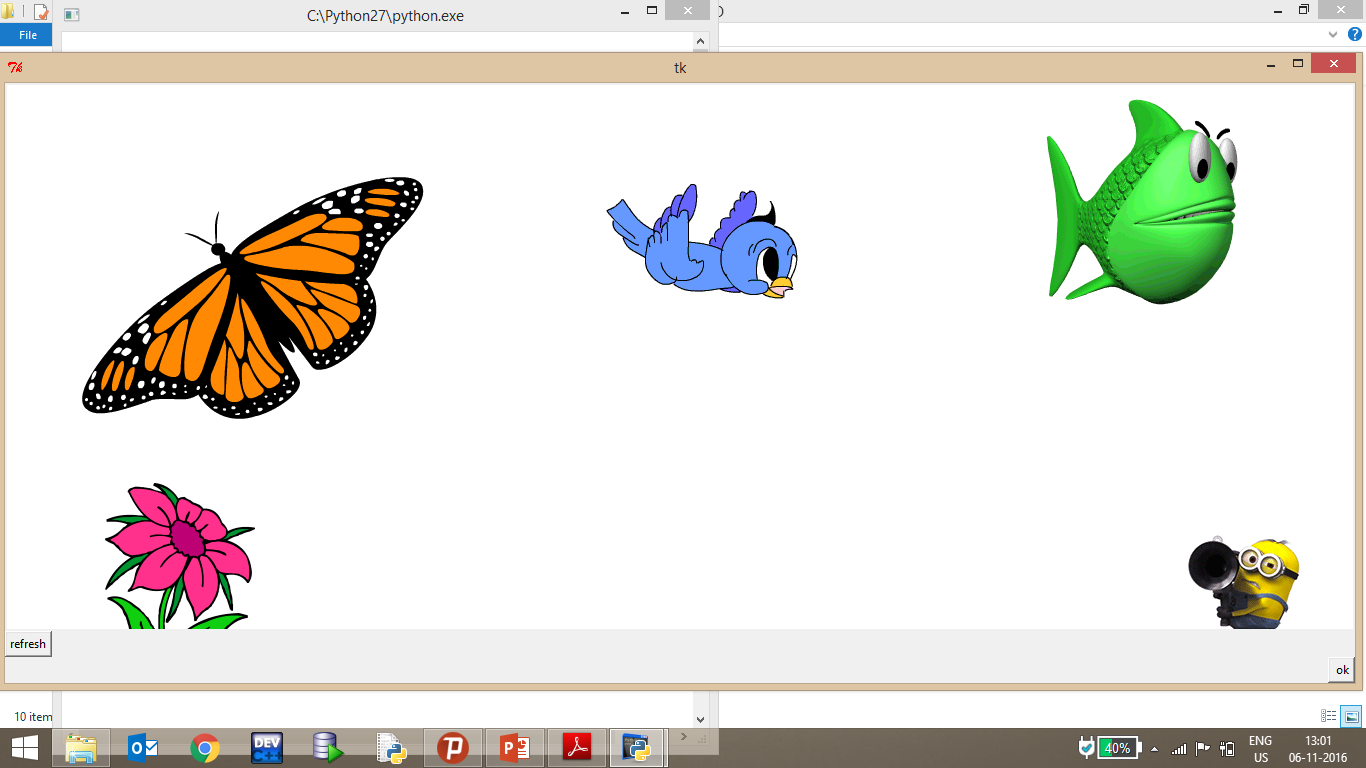 C:\Python27\python.exe
File
tk
refresh
ok
10 item
DEV
C++
40%
ENG
US
13:01
06-11-2016